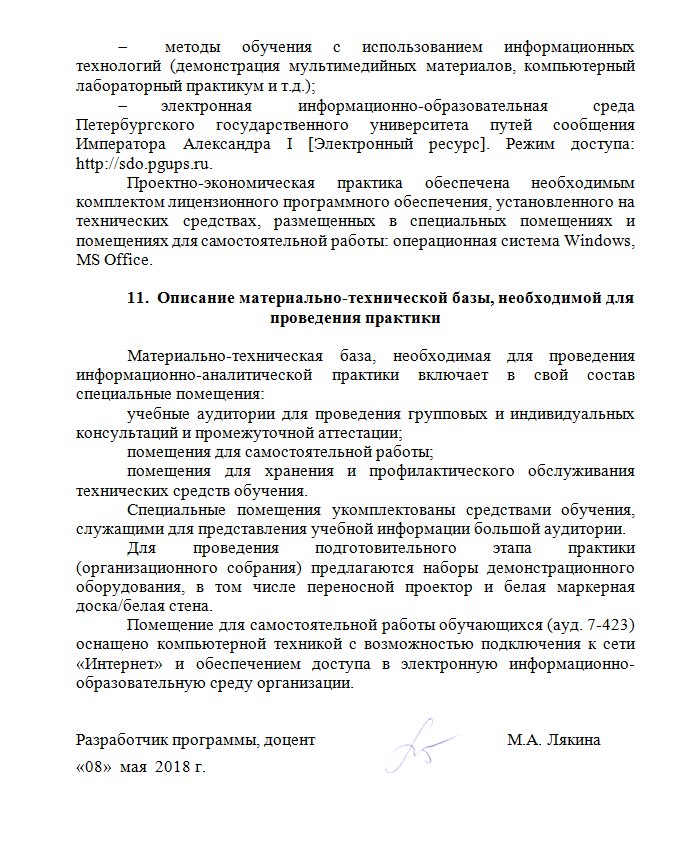 – методы обучения с использованием информационных
технологий (демонстрация мультимедийных материалов, компьютерный
лабораторный практикум и т.д.);
– электронная информационно-образовательная среда
Петербургского государственного университета путей сообщения
Императора Александра I [Электронный ресурс]. Режим доступа:
http://sdo.pgups.ru.
Проектно-экономическая практика обеспечена необходимым
комплектом лицензионного программного обеспечения, установленного на
технических средствах, размещенных в специальных помещениях и
помещениях для самостоятельной работы: операционная система Windows,
MS Office.
11. Описание материально-технической базы, необходимой для
проведения практики
Материально-техническая база, необходимая для проведения
информационно-аналитической практики включает в свой состав
специальные помещения:
учебные аудитории для проведения групповых и индивидуальных
консультаций и промежуточной аттестации;
помещения для самостоятельной работы;
помещения для хранения и профилактического обслуживания
технических средств обучения.
Специальные помещения укомплектованы средствами обучения,
служащими для представления учебной информации большой аудитории.
Для проведения подготовительного этапа практики
(организационного собрания) предлагаются наборы демонстрационного
оборудования, в том числе переносной проектор и белая маркерная
доска/белая стена.
Помещение для самостоятельной работы обучающихся (ауд. 7-423)
оснащено компьютерной техникой с возможностью подключения к сети
«Интернет» и обеспечением доступа в электронную информационно-
образовательную среду организации.
Разработчик программы, доцент М.А. Лякина
«08» мая 2018 г.